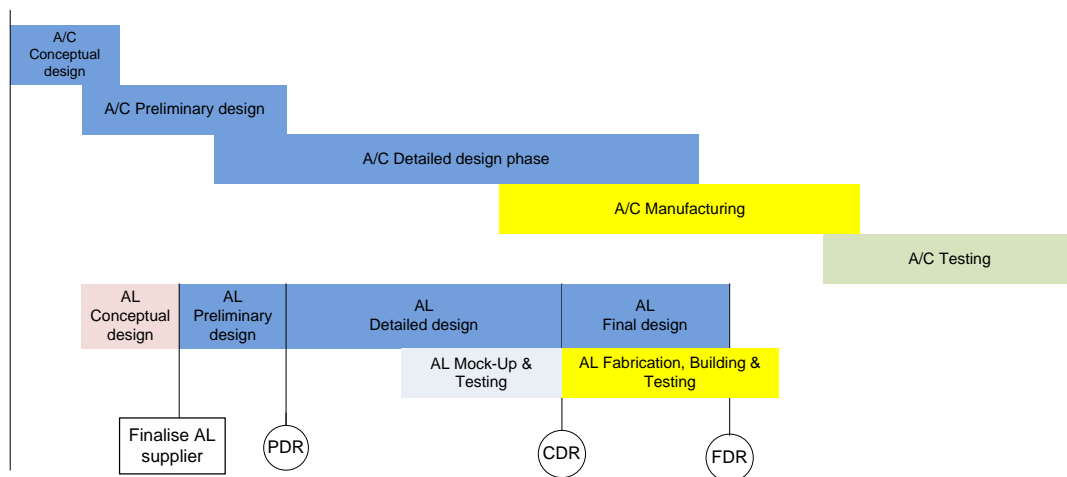 A/C
Conceptual
design
A/C Preliminary design
A/C Detailed design phase
A/C Manufacturing
A/C Testing
AL
Conceptual
design
AL
Preliminary
design
AL
Detailed design
AL
Final design
AL Mock-Up &
Testing
AL Fabrication, Building &
Testing
Finalise AL
supplier
PDR
CDR
FDR